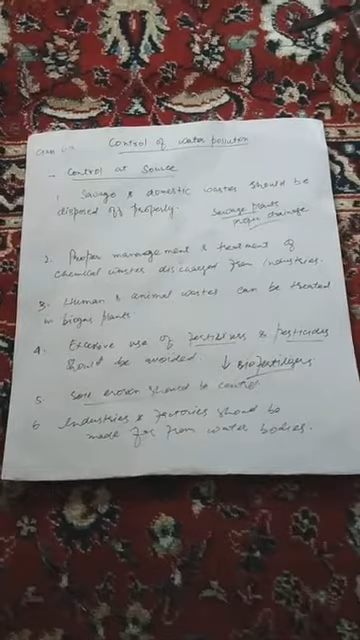 Control of water pollution
- Control at Source
1. Sewage & domestic wastes should be
disposed off properly.
Sewage plants
proper drainage
2. Proper management & treatment of
chemical wastes discharged from industries.
3. Human & animal wastes can be treated
in biogas plants
4. Excessive use of fertilizers & pesticides
should be avoided. ↓ Biofertilizers
5. Soil erosion should be control
6. Industries & factories should be
made far from water bodies.